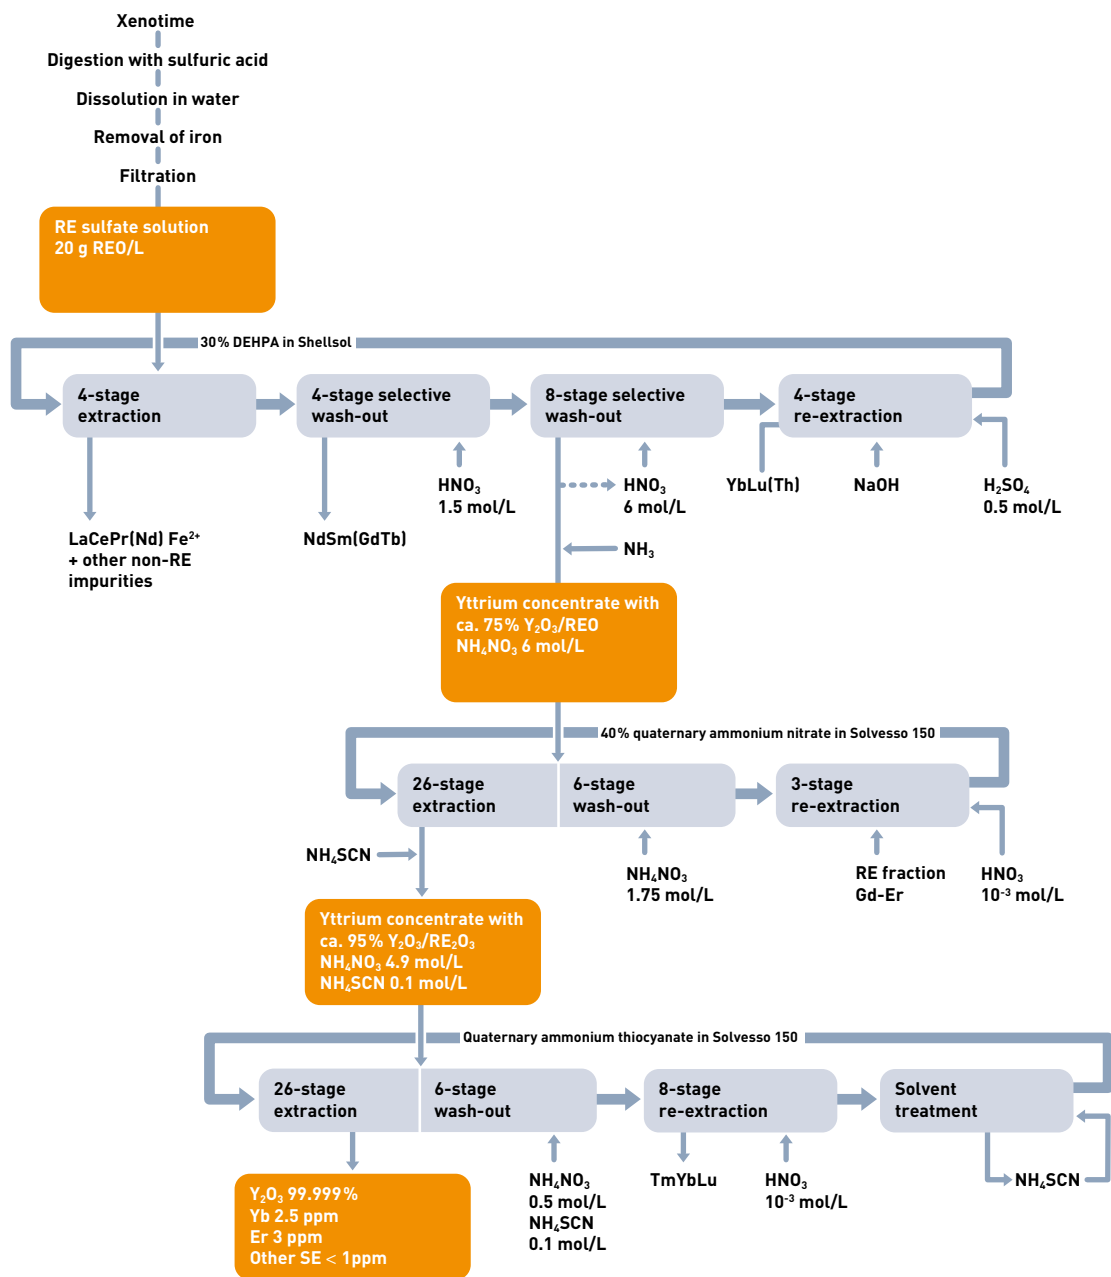 Xenotime
Digestion with sulfuric acid
Dissolution in water
Removal of iron
Filtration
RE sulfate solution
20 g REO/L
30% DEHPA in Shellsol
4-stage
extraction
4-stage selective
wash-out
8-stage selective
wash-out
4-stage
re-extraction
HNO₃
1.5 mol/L
HNO₃
6 mol/L
YbLu(Th)
NaOH
H₂SO₄
0.5 mol/L
LaCePr(Nd) Fe²⁺
+ other non-RE
impurities
NdSm(GdTb)
NH₃
Yttrium concentrate with
ca. 75% Y₂O₃/REO
NH₄NO₃ 6 mol/L
40% quaternary ammonium nitrate in Solvesso 150
26-stage
extraction
6-stage
wash-out
3-stage
re-extraction
NH₄SCN
NH₄NO₃
1.75 mol/L
RE fraction
Gd-Er
HNO₃
10⁻³ mol/L
Yttrium concentrate with
ca. 95% Y₂O₃/RE₂O₃
NH₄NO₃ 4.9 mol/L
NH₄SCN 0.1 mol/L
Quaternary ammonium thiocyanate in Solvesso 150
26-stage
extraction
6-stage
wash-out
8-stage
re-extraction
Solvent
treatment
NH₄NO₃
0.5 mol/L
NH₄SCN
0.1 mol/L
TmYbLu
HNO₃
10⁻³ mol/L
NH₄SCN
Y₂O₃ 99.999%
Yb 2.5 ppm
Er 3 ppm
Other SE < 1ppm